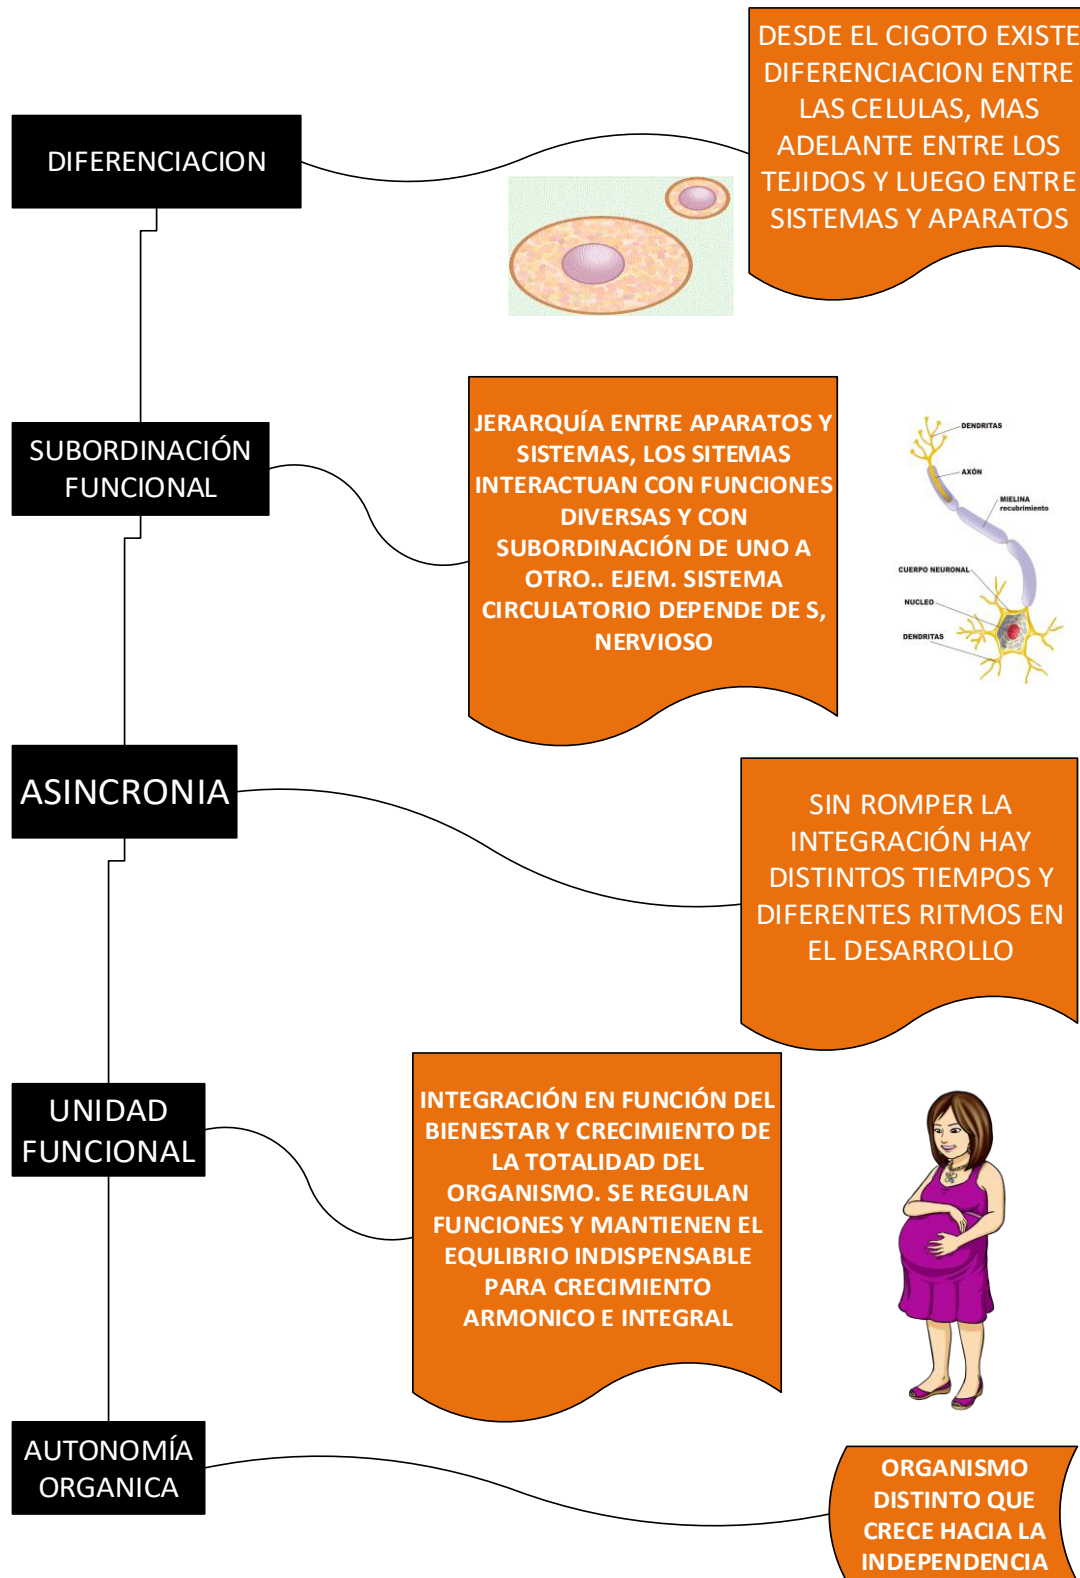 DIFERENCIACION
DESDE EL CIGOTO EXISTE
DIFERENCIACION ENTRE
LAS CELULAS, MAS
ADELANTE ENTRE LOS
TEJIDOS Y LUEGO ENTRE
SISTEMAS Y APARATOS
SUBORDINACIÓN
FUNCIONAL
JERARQUÍA ENTRE APARATOS Y
SISTEMAS, LOS SITEMAS
INTERACTUAN CON FUNCIONES
DIVERSAS Y CON
SUBORDINACIÓN DE UNO A
OTRO.. EJEM. SISTEMA
CIRCULATORIO DEPENDE DE S,
NERVIOSO
DENDRITAS
AXÓN
MIELINA
recubrimiento
CUERPO NEURONAL
NUCLEO
DENDRITAS
ASINCRONIA
SIN ROMPER LA
INTEGRACIÓN HAY
DISTINTOS TIEMPOS Y
DIFERENTES RITMOS EN
EL DESARROLLO
UNIDAD
FUNCIONAL
INTEGRACIÓN EN FUNCIÓN DEL
BIENESTAR Y CRECIMIENTO DE
LA TOTALIDAD DEL
ORGANISMO. SE REGULAN
FUNCIONES Y MANTIENEN EL
EQULIBRIO INDISPENSABLE
PARA CRECIMIENTO
ARMONICO E INTEGRAL
AUTONOMÍA
ORGANICA
ORGANISMO
DISTINTO QUE
CRECE HACIA LA
INDEPENDENCIA